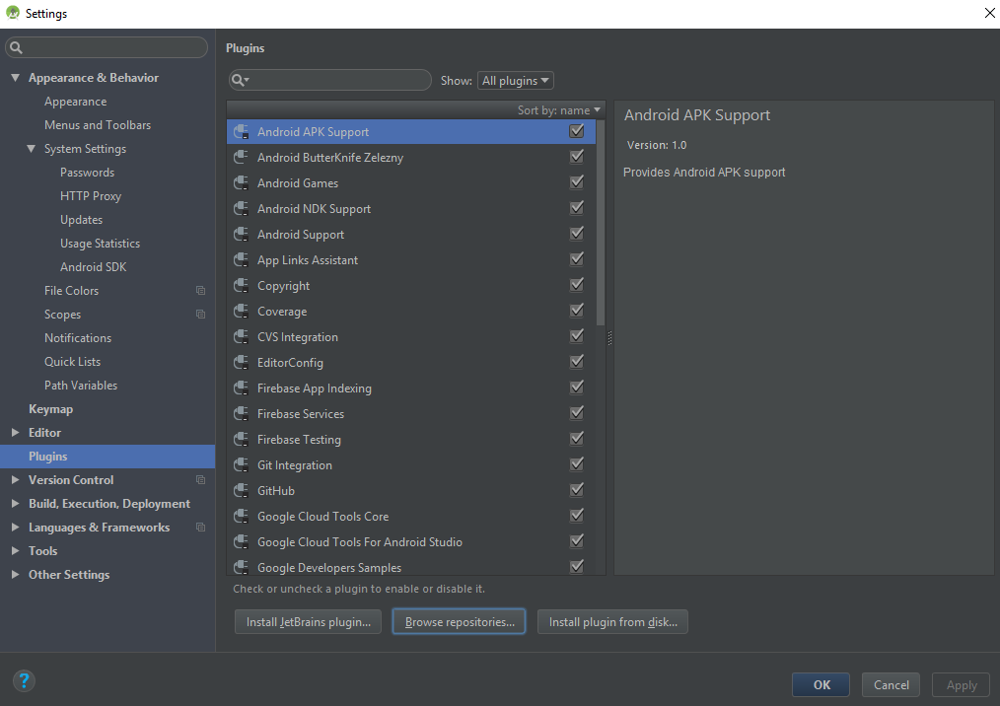 Settings
Appearance & Behavior
Appearance
Menus and Toolbars
System Settings
Passwords
HTTP Proxy
Updates
Usage Statistics
Android SDK
File Colors
Scopes
Notifications
Quick Lists
Path Variables
Keymap
Editor
Plugins
Version Control
Build, Execution, Deployment
Languages & Frameworks
Tools
Other Settings
Plugins
Show: All plugins
Sort by: name
Android APK Support
Android ButterKnife Zelezny
Android Games
Android NDK Support
Android Support
App Links Assistant
Copyright
Coverage
CVS Integration
EditorConfig
Firebase App Indexing
Firebase Services
Firebase Testing
Git Integration
GitHub
Google Cloud Tools Core
Google Cloud Tools For Android Studio
Google Developers Samples
Check or uncheck a plugin to enable or disable it.
Install JetBrains plugin... Browse repositories... Install plugin from disk...
Android APK Support
Version: 1.0
Provides Android APK support
?
OK Cancel Apply